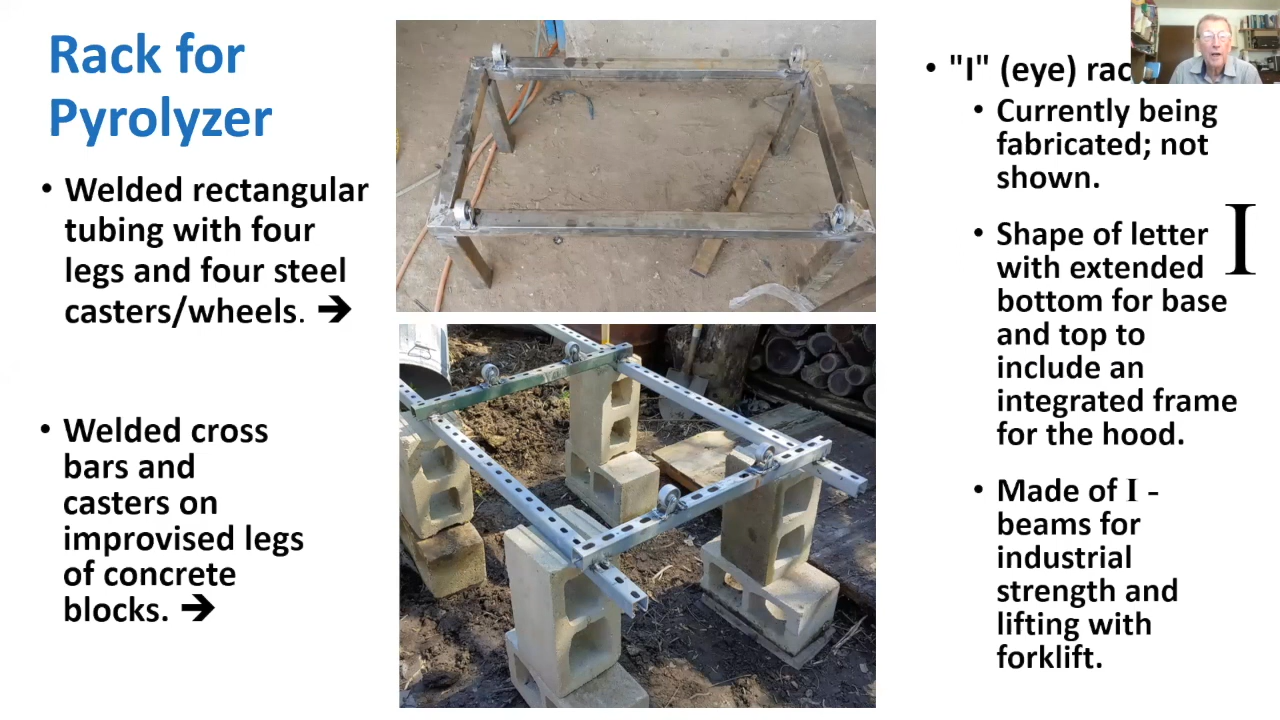 Rack for
Pyrolyzer
• Welded rectangular
tubing with four
legs and four steel
casters/wheels. ➔
• Welded cross
bars and
casters on
improvised legs
of concrete
blocks. ➔
• "I" (eye) rac
• Currently being
fabricated; not
shown.
• Shape of letter I
with extended
bottom for base
and top to
include an
integrated frame
for the hood.
• Made of I -
beams for
industrial
strength and
lifting with
forklift.